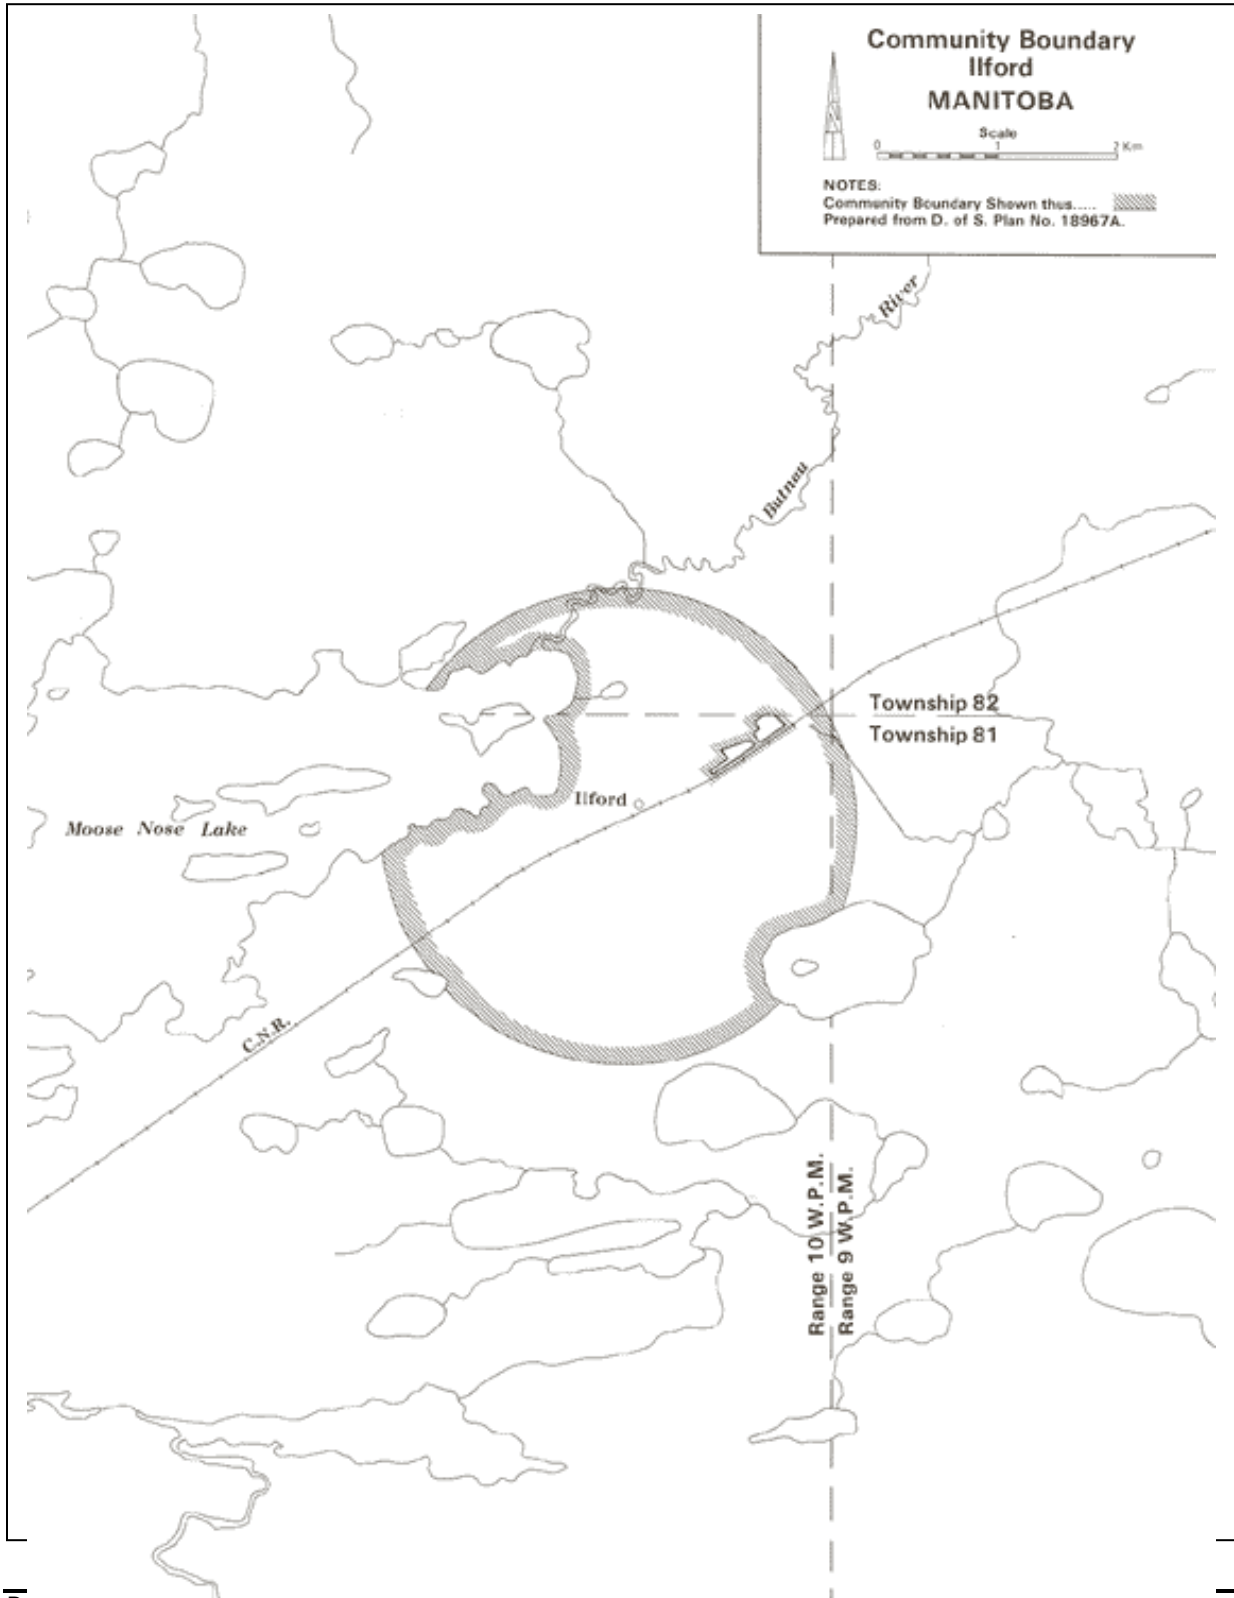 Community Boundary
Ilford
MANITOBA
Scale
0 1 2 Km
NOTES:
Community Boundary Shown thus.....
Prepared from D. of S. Plan No. 18967A.
River
Butnau
Township 82
Township 81
Ilford
Moose Nose Lake
C.N.R.
Range 10 W.P.M.
Range 9 W.P.M.